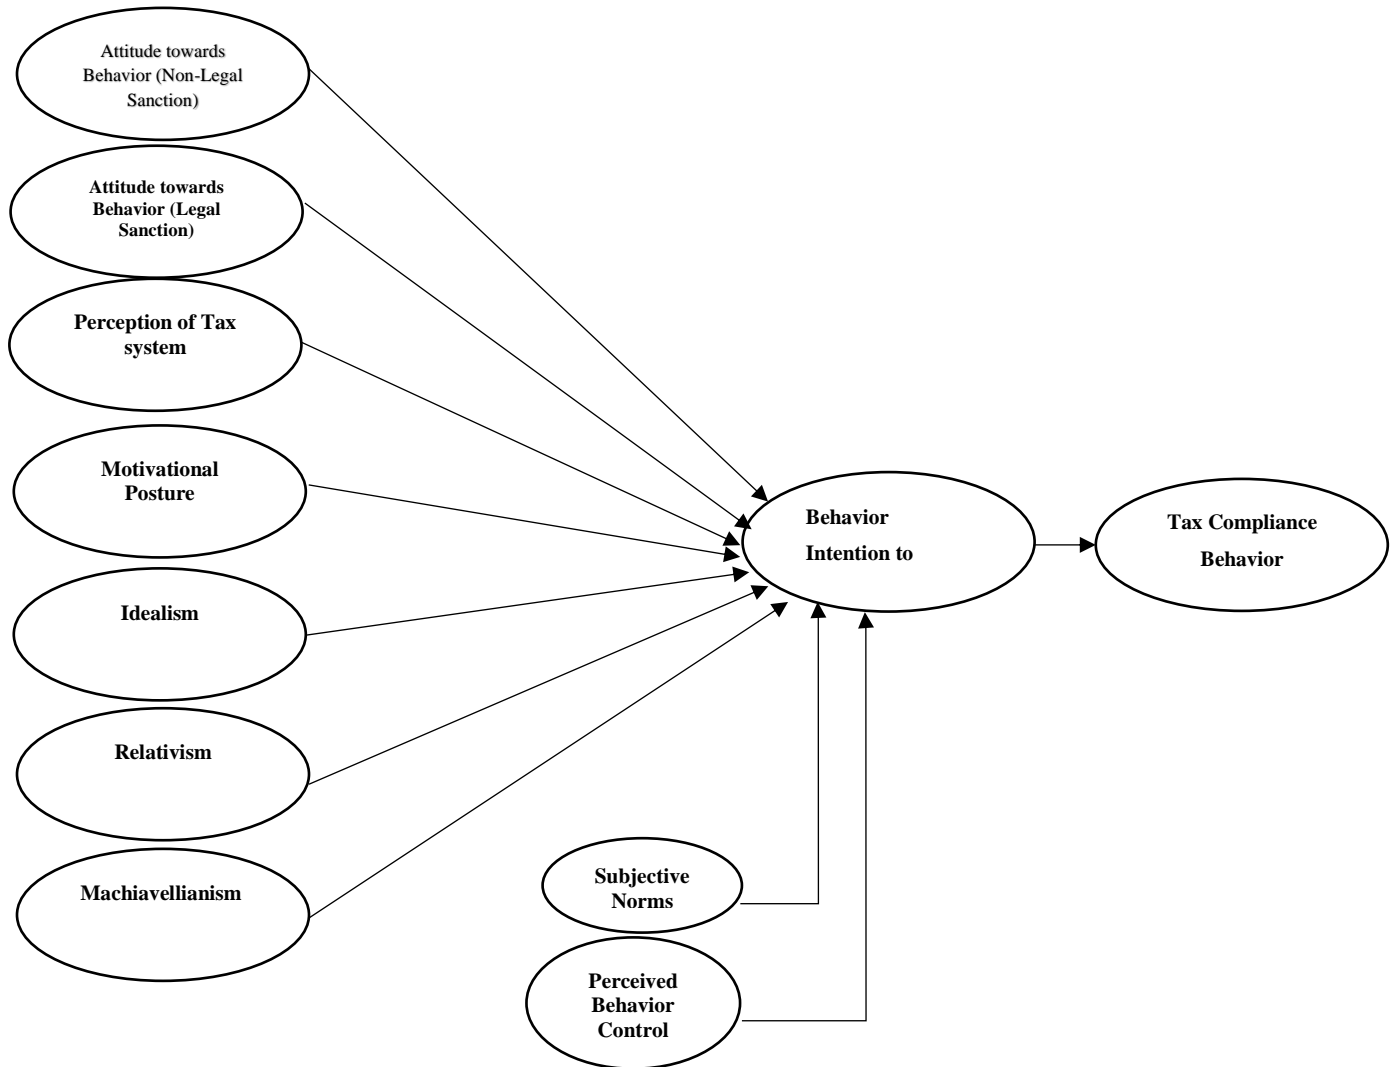 Attitude towards
Behavior (Non-Legal
Sanction)
Attitude towards
Behavior (Legal
Sanction)
Perception of Tax
system
Motivational
Posture
Idealism
Relativism
Machiavellianism
Behavior
Intention to
Tax Compliance
Behavior
Subjective
Norms
Perceived
Behavior
Control